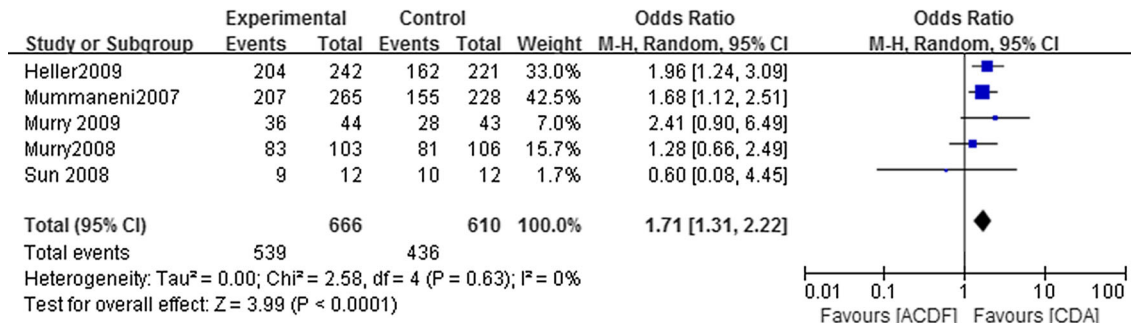 Experimental Control Odds Ratio Odds Ratio
Study or Subgroup Events Total Events Total Weight M-H, Random, 95% CI M-H, Random, 95% CI
Heller2009 204 242 162 221 33.0% 1.96 [1.24, 3.09]
Mummaneni2007 207 265 155 228 42.5% 1.68 [1.12, 2.51]
Murry 2009 36 44 28 43 7.0% 2.41 [0.90, 6.49]
Murry2008 83 103 81 106 15.7% 1.28 [0.66, 2.49]
Sun 2008 9 12 10 12 1.7% 0.60 [0.08, 4.45]
Total (95% CI) 666 610 100.0% 1.71 [1.31, 2.22]
Total events 539 436
Heterogeneity: Tau² = 0.00; Chi² = 2.58, df = 4 (P = 0.63); I² = 0%
Test for overall effect: Z = 3.99 (P < 0.0001)
0.01 0.1 1 10 100
Favours [ACDF] Favours [CDA]